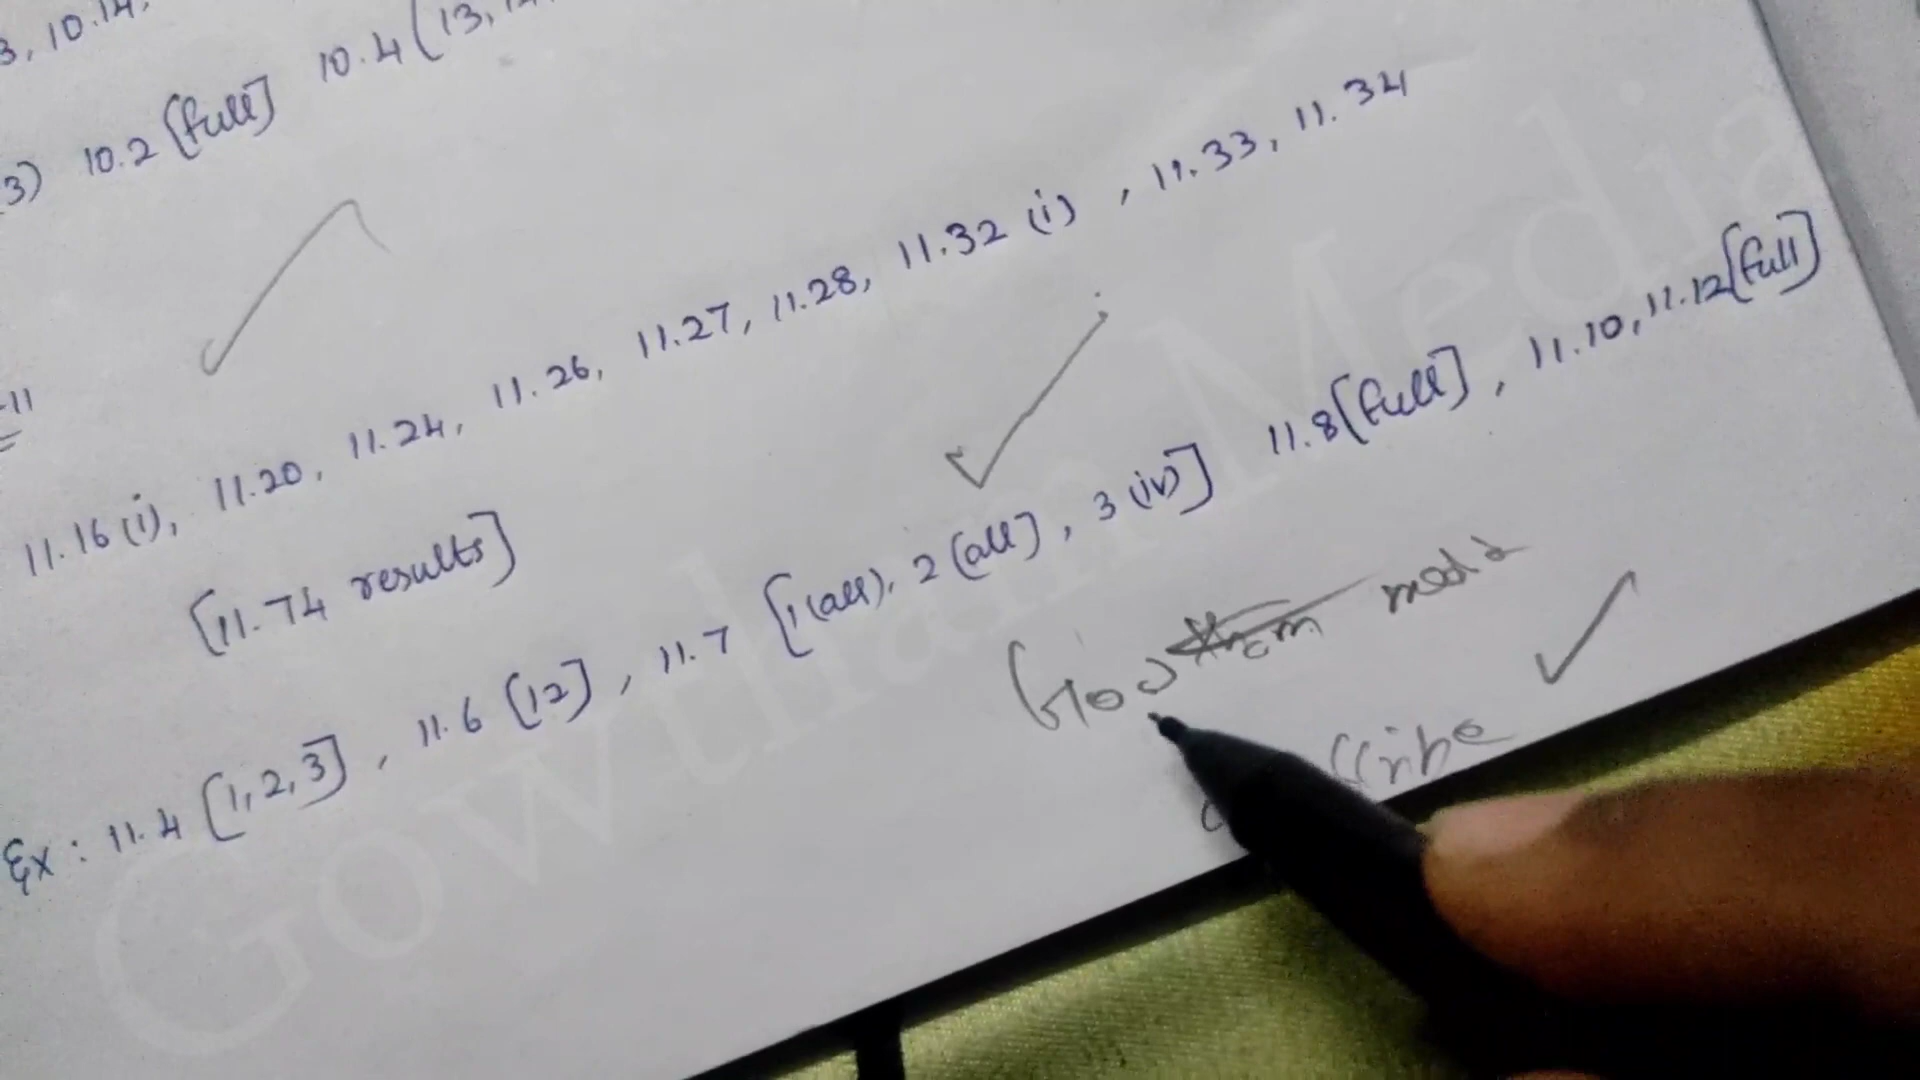 3, 10.14,
3) 10.2 [full] 10.4 (13,
-11
11.16 (i), 11.20, 11.24, 11.26, 11.27, 11.28, 11.32 (i), 11.33, 11.34
[11.74 results]
Ex: 11.4 [1,2,3], 11.6 [12], 11.7 [1(all), 2 (all], 3 (iv)] 11.8 [full], 11.10, 11.12 [full]
media
Gowtham Media